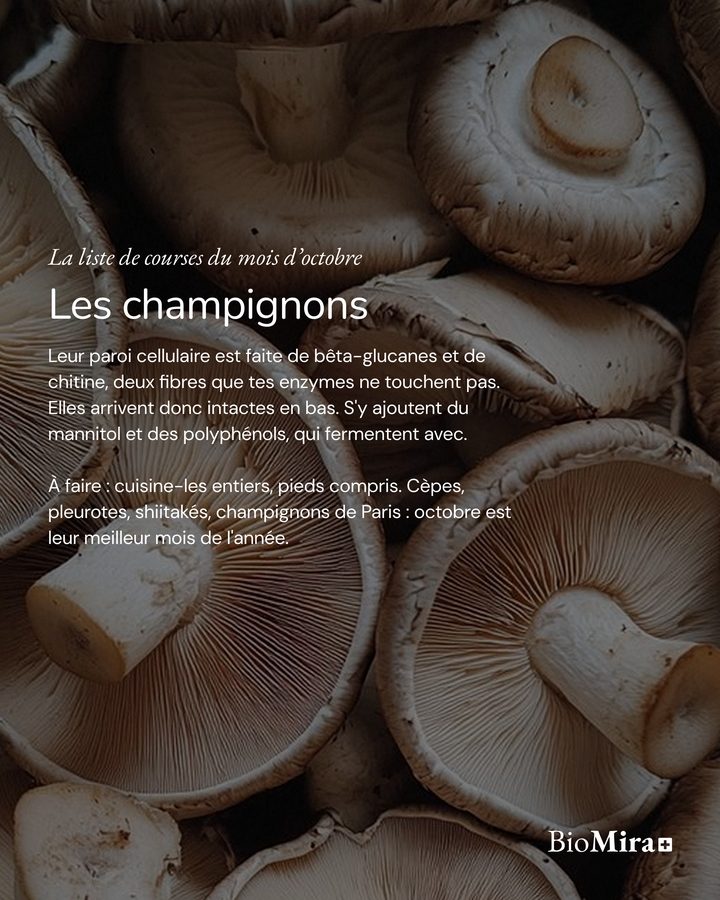 La liste de courses du mois d’octobre
Les champignons
Leur paroi cellulaire est faite de bêta-glucanes et de
chitine, deux fibres que tes enzymes ne touchent pas.
Elles arrivent donc intactes en bas. S'y ajoutent du
mannitol et des polyphénols, qui fermentent avec.
À faire : cuisine-les entiers, pieds compris. Cèpes,
pleurotes, shiitakés, champignons de Paris : octobre est
leur meilleur mois de l'année.
BioMira